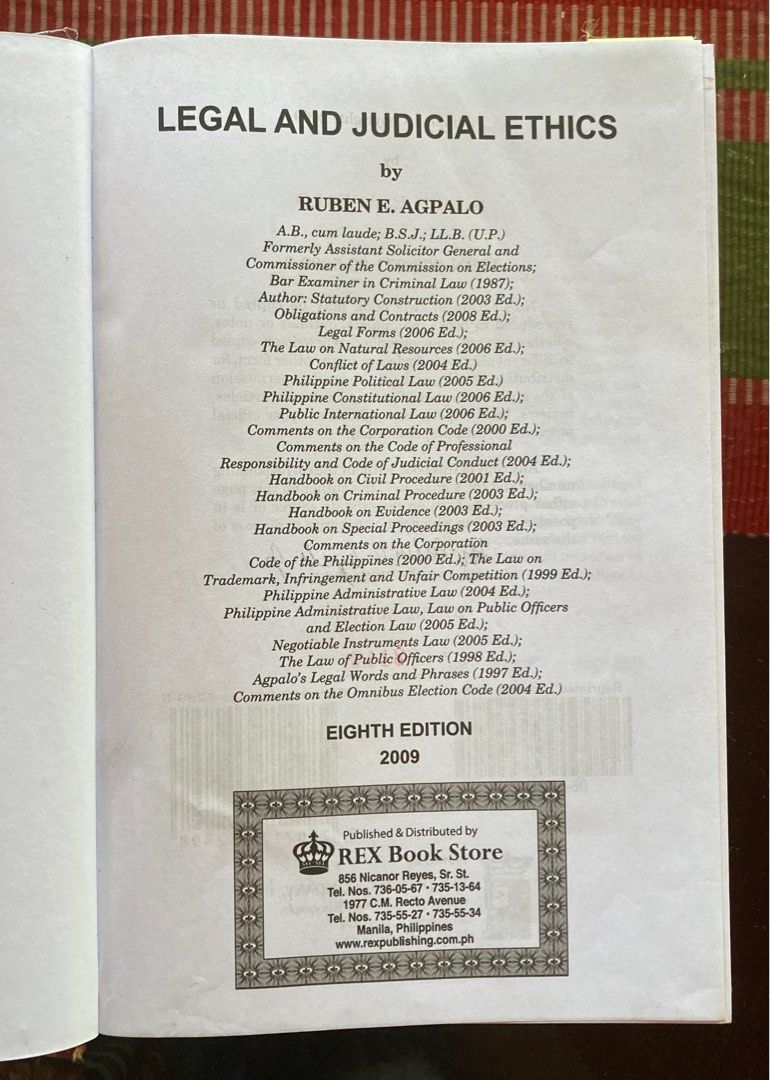 LEGAL AND JUDICIAL ETHICS
by
RUBEN E. AGPALO
A.B., cum laude; B.S.J.; LL.B. (U.P.)
Formerly Assistant Solicitor General and
Commissioner of the Commission on Elections;
Bar Examiner in Criminal Law (1987);
Author: Statutory Construction (2003 Ed.);
Obligations and Contracts (2008 Ed.);
Legal Forms (2006 Ed.);
The Law on Natural Resources (2006 Ed.);
Conflict of Laws (2004 Ed.)
Philippine Political Law (2005 Ed.)
Philippine Constitutional Law (2006 Ed.);
Public International Law (2006 Ed.);
Comments on the Corporation Code (2000 Ed.);
Comments on the Code of Professional
Responsibility and Code of Judicial Conduct (2004 Ed.);
Handbook on Civil Procedure (2001 Ed.);
Handbook on Criminal Procedure (2003 Ed.);
Handbook on Evidence (2003 Ed.);
Handbook on Special Proceedings (2003 Ed.);
Comments on the Corporation
Code of the Philippines (2000 Ed.); The Law on
Trademark, Infringement and Unfair Competition (1999 Ed.);
Philippine Administrative Law (2004 Ed.);
Philippine Administrative Law, Law on Public Officers
and Election Law (2005 Ed.);
Negotiable Instruments Law (2005 Ed.);
The Law of Public Officers (1998 Ed.);
Agpalo's Legal Words and Phrases (1997 Ed.);
Comments on the Omnibus Election Code (2004 Ed.)
EIGHTH EDITION
2009
Published & Distributed by
REX Book Store
856 Nicanor Reyes, Sr. St.
Tel. Nos. 736-05-67 • 735-13-64
1977 C.M. Recto Avenue
Tel. Nos. 735-55-27 • 735-55-34
Manila, Philippines
www.rexpublishing.com.ph